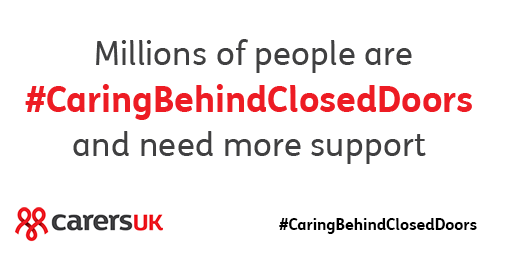 Millions of people are
#CaringBehindClosedDoors
and need more support
carersUK
#CaringBehindClosedDoors